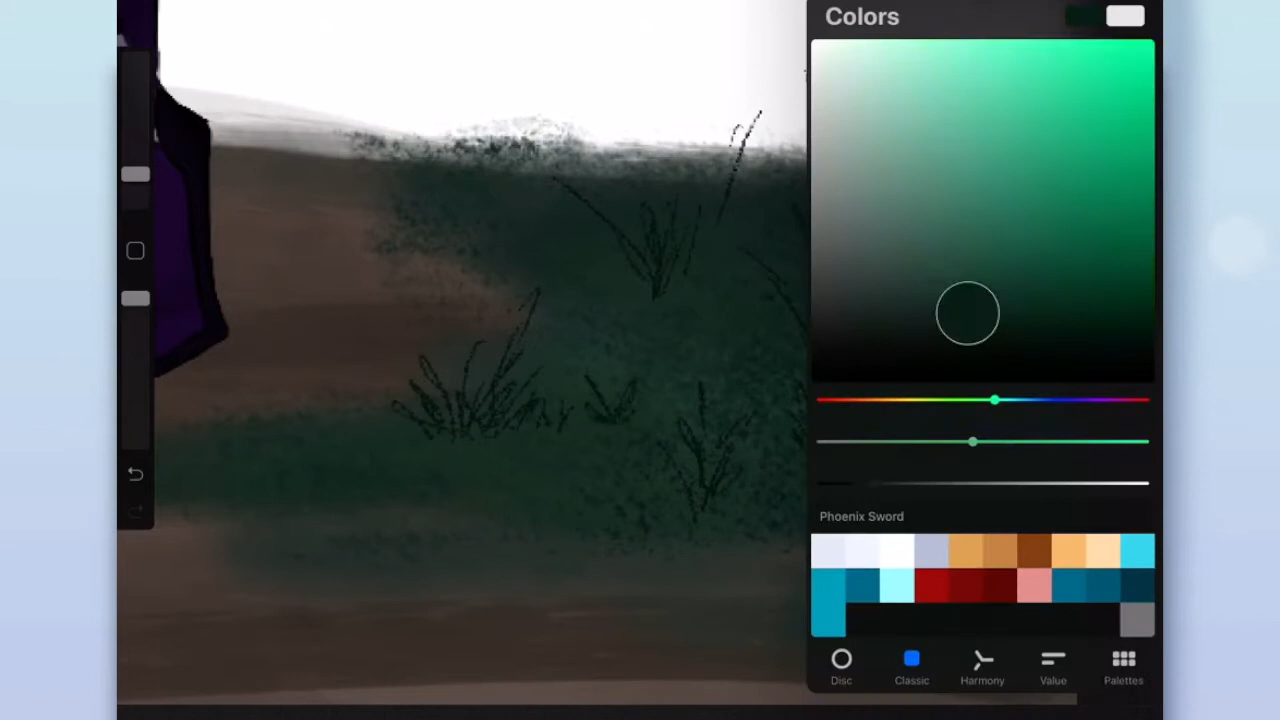 Colors
Phoenix Sword
Disc
Classic
Harmony
Value
Palettes